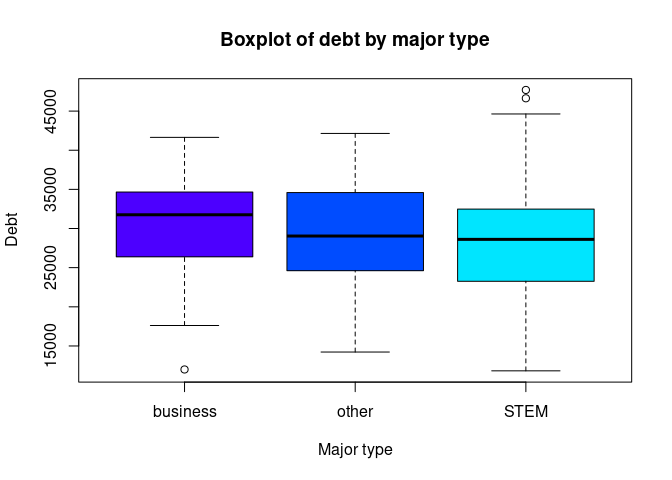 Boxplot of debt by major type
45000
35000
25000
15000
Debt
business other STEM
Major type